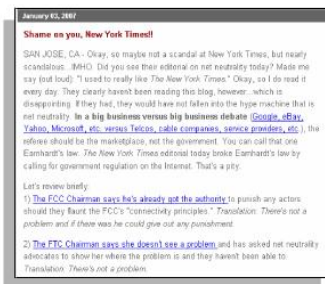 January 03, 2007
Shame on you, New York Times!!
SAN JOSE, CA - Okay, so maybe not a scandal at New York Times, but nearly
scandalous...IMHO. Did you see their editorial on net neutrality today? Made me
say (out loud): "I used to really like The New York Times." Okay, so I do read it
every day. They clearly haven't been reading this blog, however...which is
disappointing. If they had, they would have not fallen into the hype machine that is
net neutrality. In a big business versus big business debate (Google, eBay,
Yahoo, Microsoft, etc. versus Telcos, cable companies, service providers, etc.), the
referee should be the marketplace, not the government. You can call that one
Earnhardt's law. The New York Times editorial today broke Earnhardt's law by
calling for government regulation on the Internet. That's a pity.
Let's review briefly:
1) The FCC Chairman says he's already got the authority to punish any actors
should they flaunt the FCC's "connectivity principles." Translation: There's not a
problem and if there was he could give out any punishment.
2) The FTC Chairman says she doesn't see a problem and has asked net neutrality
advocates to show her where the problem is and they haven't been able to.
Translation: There's not a problem.